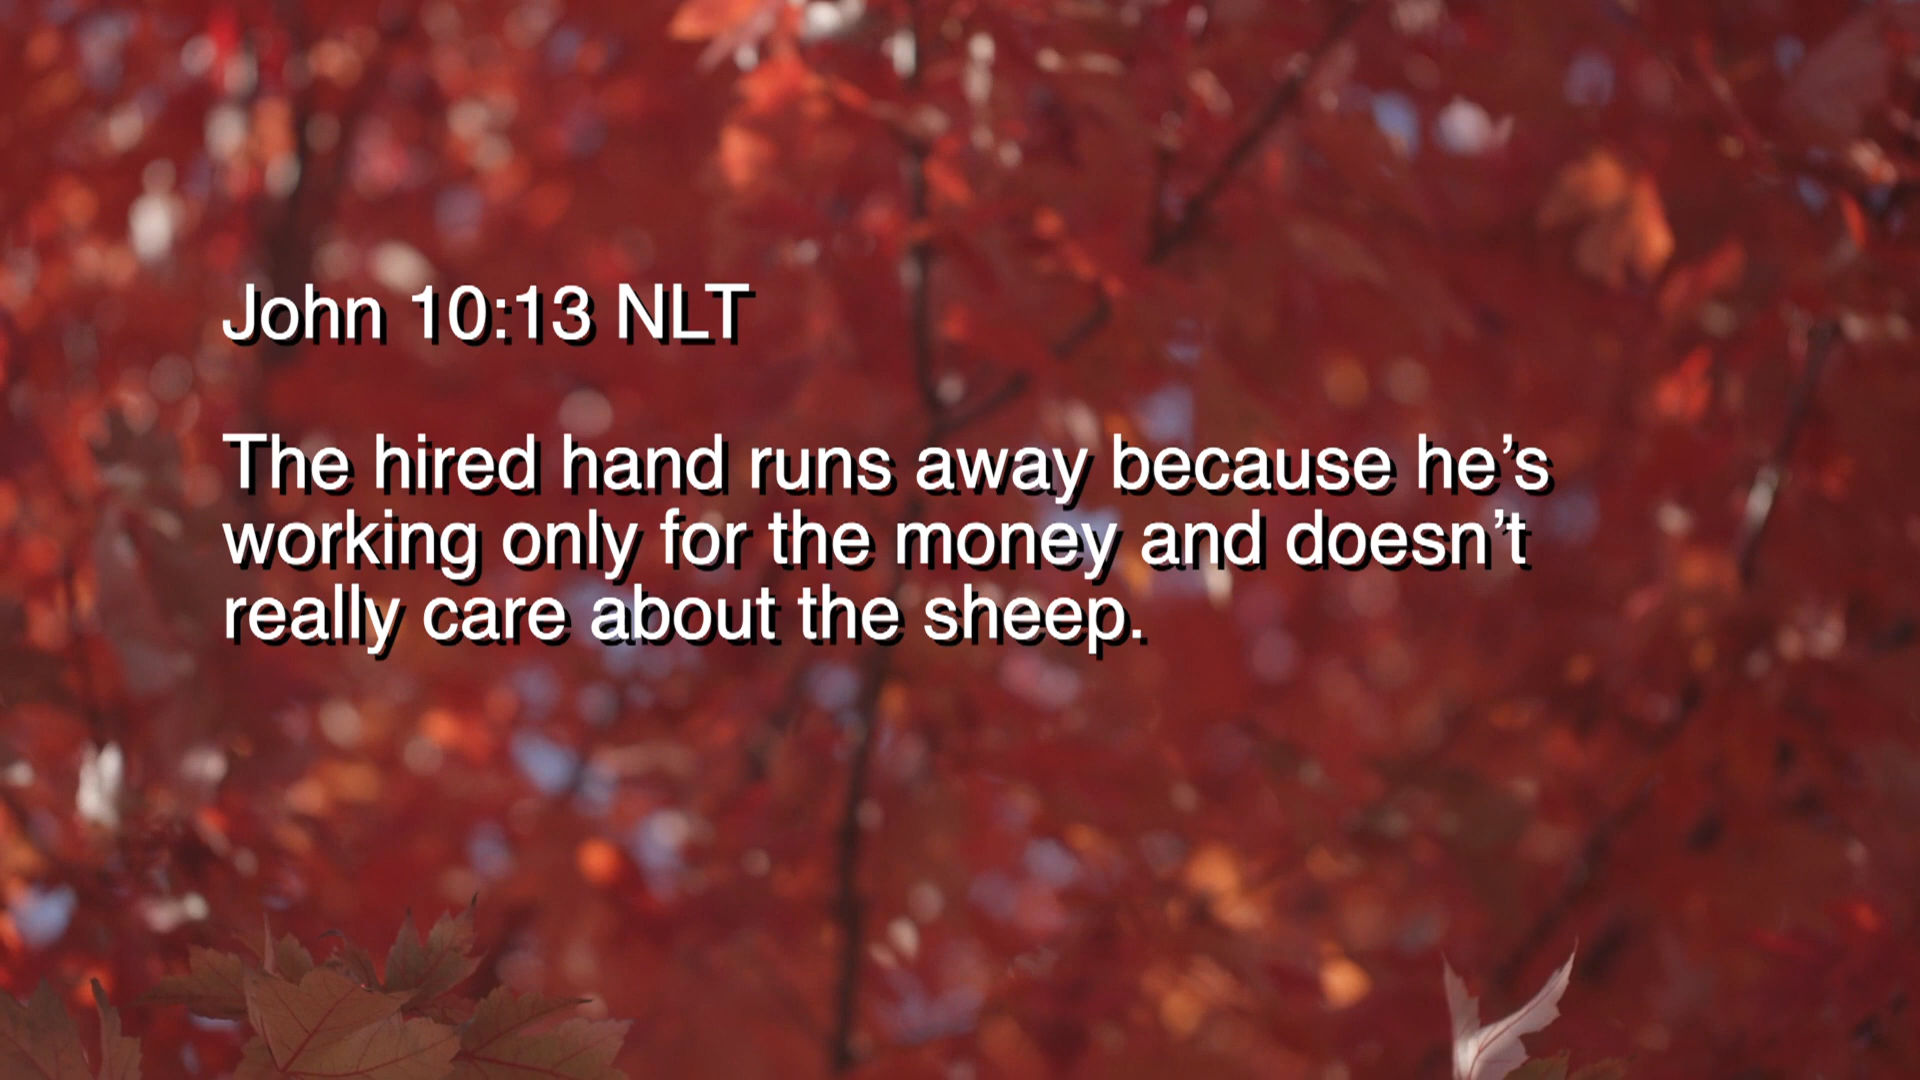 John 10:13 NLT
The hired hand runs away because he’s
working only for the money and doesn’t
really care about the sheep.